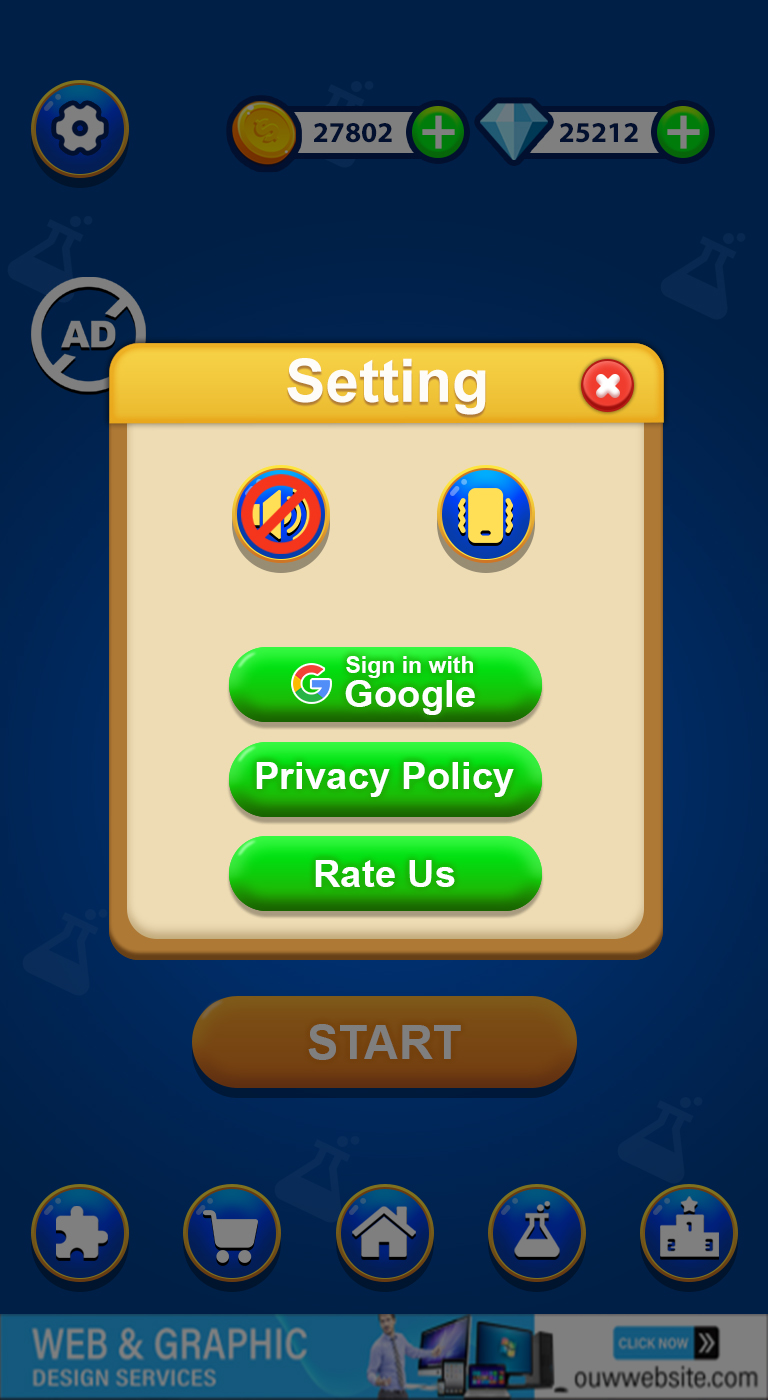 27802
25212
AD
Setting
Sign in with
Google
Privacy Policy
Rate Us
START
1
2 3
WEB & GRAPHIC
DESIGN SERVICES
CLICK NOW
ouwwebsite.com